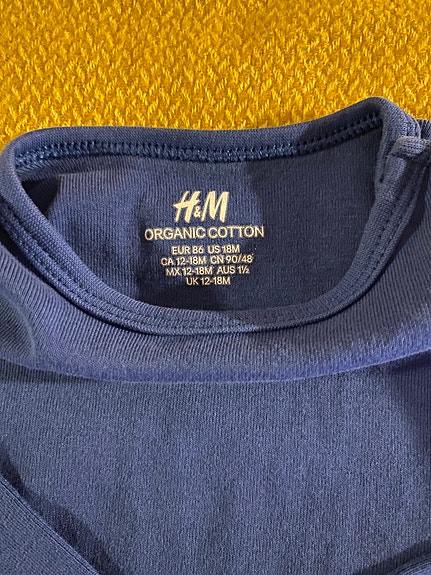 H&M
ORGANIC COTTON
EUR 86 US 18M
CA 12-18M CN 90/48
MX 12-18M AUS 1½
UK 12-18M